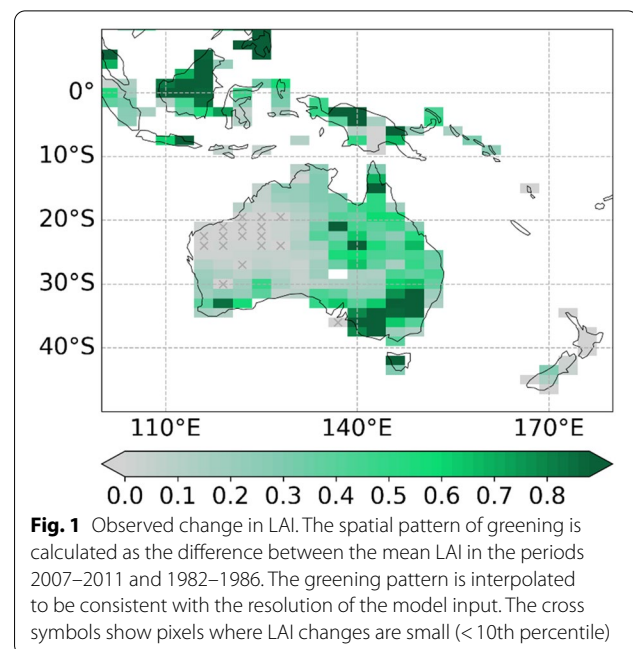 0°
10°S
20°S
30°S
40°S
110°E 140°E 170°E
0.0 0.1 0.2 0.3 0.4 0.5 0.6 0.7 0.8
Fig. 1 Observed change in LAI. The spatial pattern of greening is
calculated as the difference between the mean LAI in the periods
2007–2011 and 1982–1986. The greening pattern is interpolated
to be consistent with the resolution of the model input. The cross
symbols show pixels where LAI changes are small (< 10th percentile)